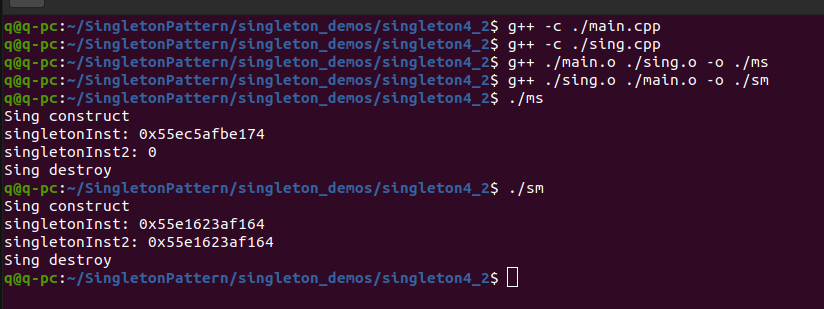 q@q-pc:~/SingletonPattern/singleton_demos/singleton4_2$ g++ -c ./main.cpp
q@q-pc:~/SingletonPattern/singleton_demos/singleton4_2$ g++ -c ./sing.cpp
q@q-pc:~/SingletonPattern/singleton_demos/singleton4_2$ g++ ./main.o ./sing.o -o ./ms
q@q-pc:~/SingletonPattern/singleton_demos/singleton4_2$ g++ ./sing.o ./main.o -o ./sm
q@q-pc:~/SingletonPattern/singleton_demos/singleton4_2$ ./ms
Sing construct
singletonInst: 0x55ec5afbe174
singletonInst2: 0
Sing destroy
q@q-pc:~/SingletonPattern/singleton_demos/singleton4_2$ ./sm
Sing construct
singletonInst: 0x55e1623af164
singletonInst2: 0x55e1623af164
Sing destroy
q@q-pc:~/SingletonPattern/singleton_demos/singleton4_2$